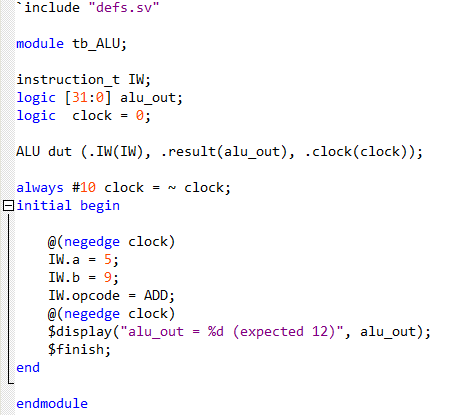 `include "defs.sv"
module tb_ALU;
instruction_t IW;
logic [31:0] alu_out;
logic  clock = 0;
ALU dut (.IW(IW), .result(alu_out), .clock(clock));
always #10 clock = ~ clock;
initial begin
    @(negedge clock)
    IW.a = 5;
    IW.b = 9;
    IW.opcode = ADD;
    @(negedge clock)
    $display("alu_out = %d (expected 12)", alu_out);
    $finish;
end
endmodule